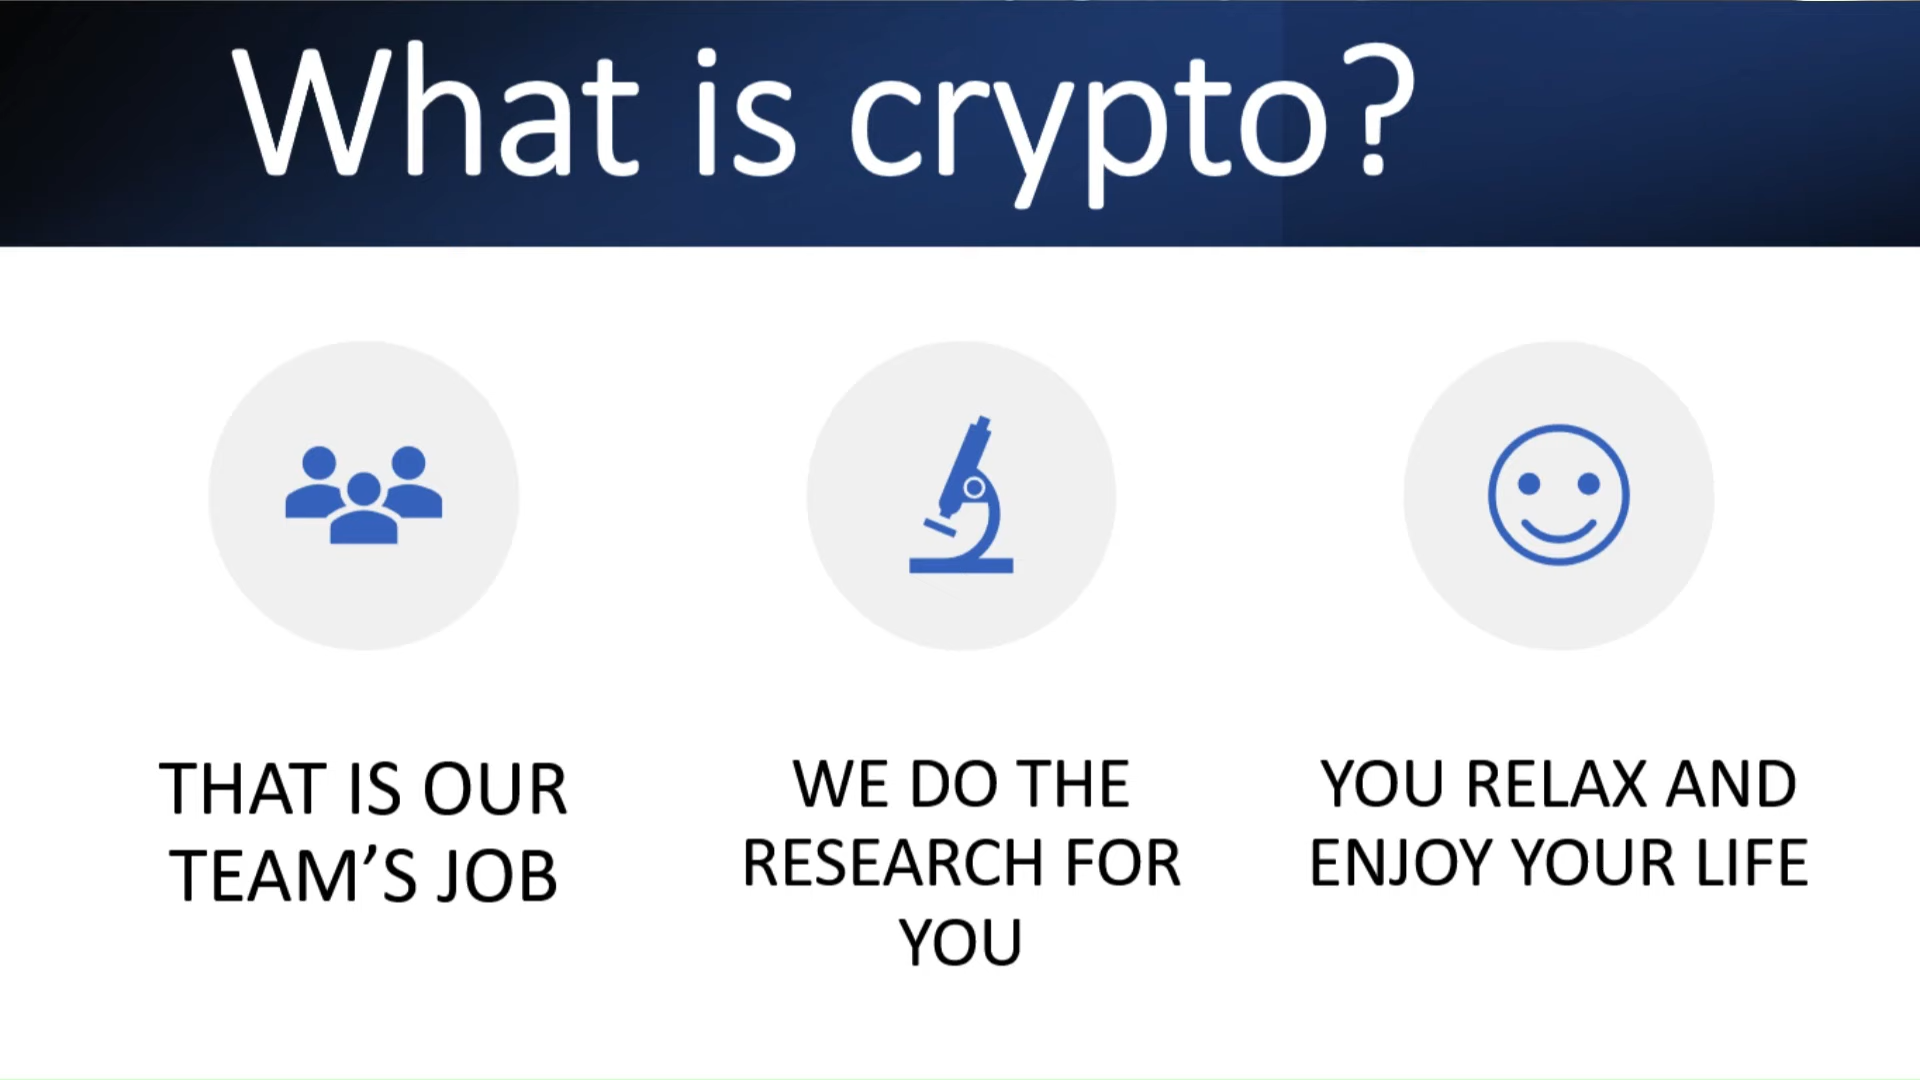 What is crypto?
THAT IS OUR
TEAM’S JOB
WE DO THE
RESEARCH FOR
YOU
YOU RELAX AND
ENJOY YOUR LIFE